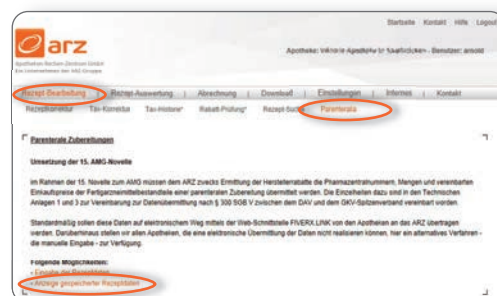 Startseite Kontakt Hilfe Logout
arz
Apotheken-Rechen-Zentrum GmbH
Ein Unternehmen der ARZ-Gruppe
Apotheke: Viktoria-Apotheke in Saarbrücken - Benutzer: arnold
Rezept-Bearbeitung | Rezept-Auswertung | Abrechnung | Download | Einstellungen | Internes | Kontakt
Rezeptkorrektur Tax-Korrektur Tax-Historie* Rabatt-Prüfung* Rezept-Suche Parenteralia
Parenterale Zubereitungen
Umsetzung der 15. AMG-Novelle
Im Rahmen der 15. Novelle zum AMG müssen dem ARZ zwecks Ermittlung der Herstellerrabatte die Pharmazentralnummern, Mengen und vereinbarten
Einkaufspreise der Fertigarzneimittelbestandteile einer parenteralen Zubereitung übermittelt werden. Die Einzelheiten dazu sind in den Technischen
Anlagen 1 und 3 zur Vereinbarung zur Datenübermittlung nach § 300 SGB V zwischen dem DAV und dem GKV-Spitzenverband vereinbart worden.
Standardmäßig sollen diese Daten auf elektronischem Weg mittels der Web-Schnittstelle FIVERX.LINK von den Apotheken an das ARZ übertragen
werden. Darüberhinaus stellen wir allen Apotheken, die eine elektronische Übermittlung der Daten nicht realisieren können, hier ein alternatives Verfahren -
die manuelle Eingabe - zur Verfügung.
Folgende Möglichkeiten:
- Eingabe der Rezeptdaten
- Anzeige gespeicherter Rezeptdaten